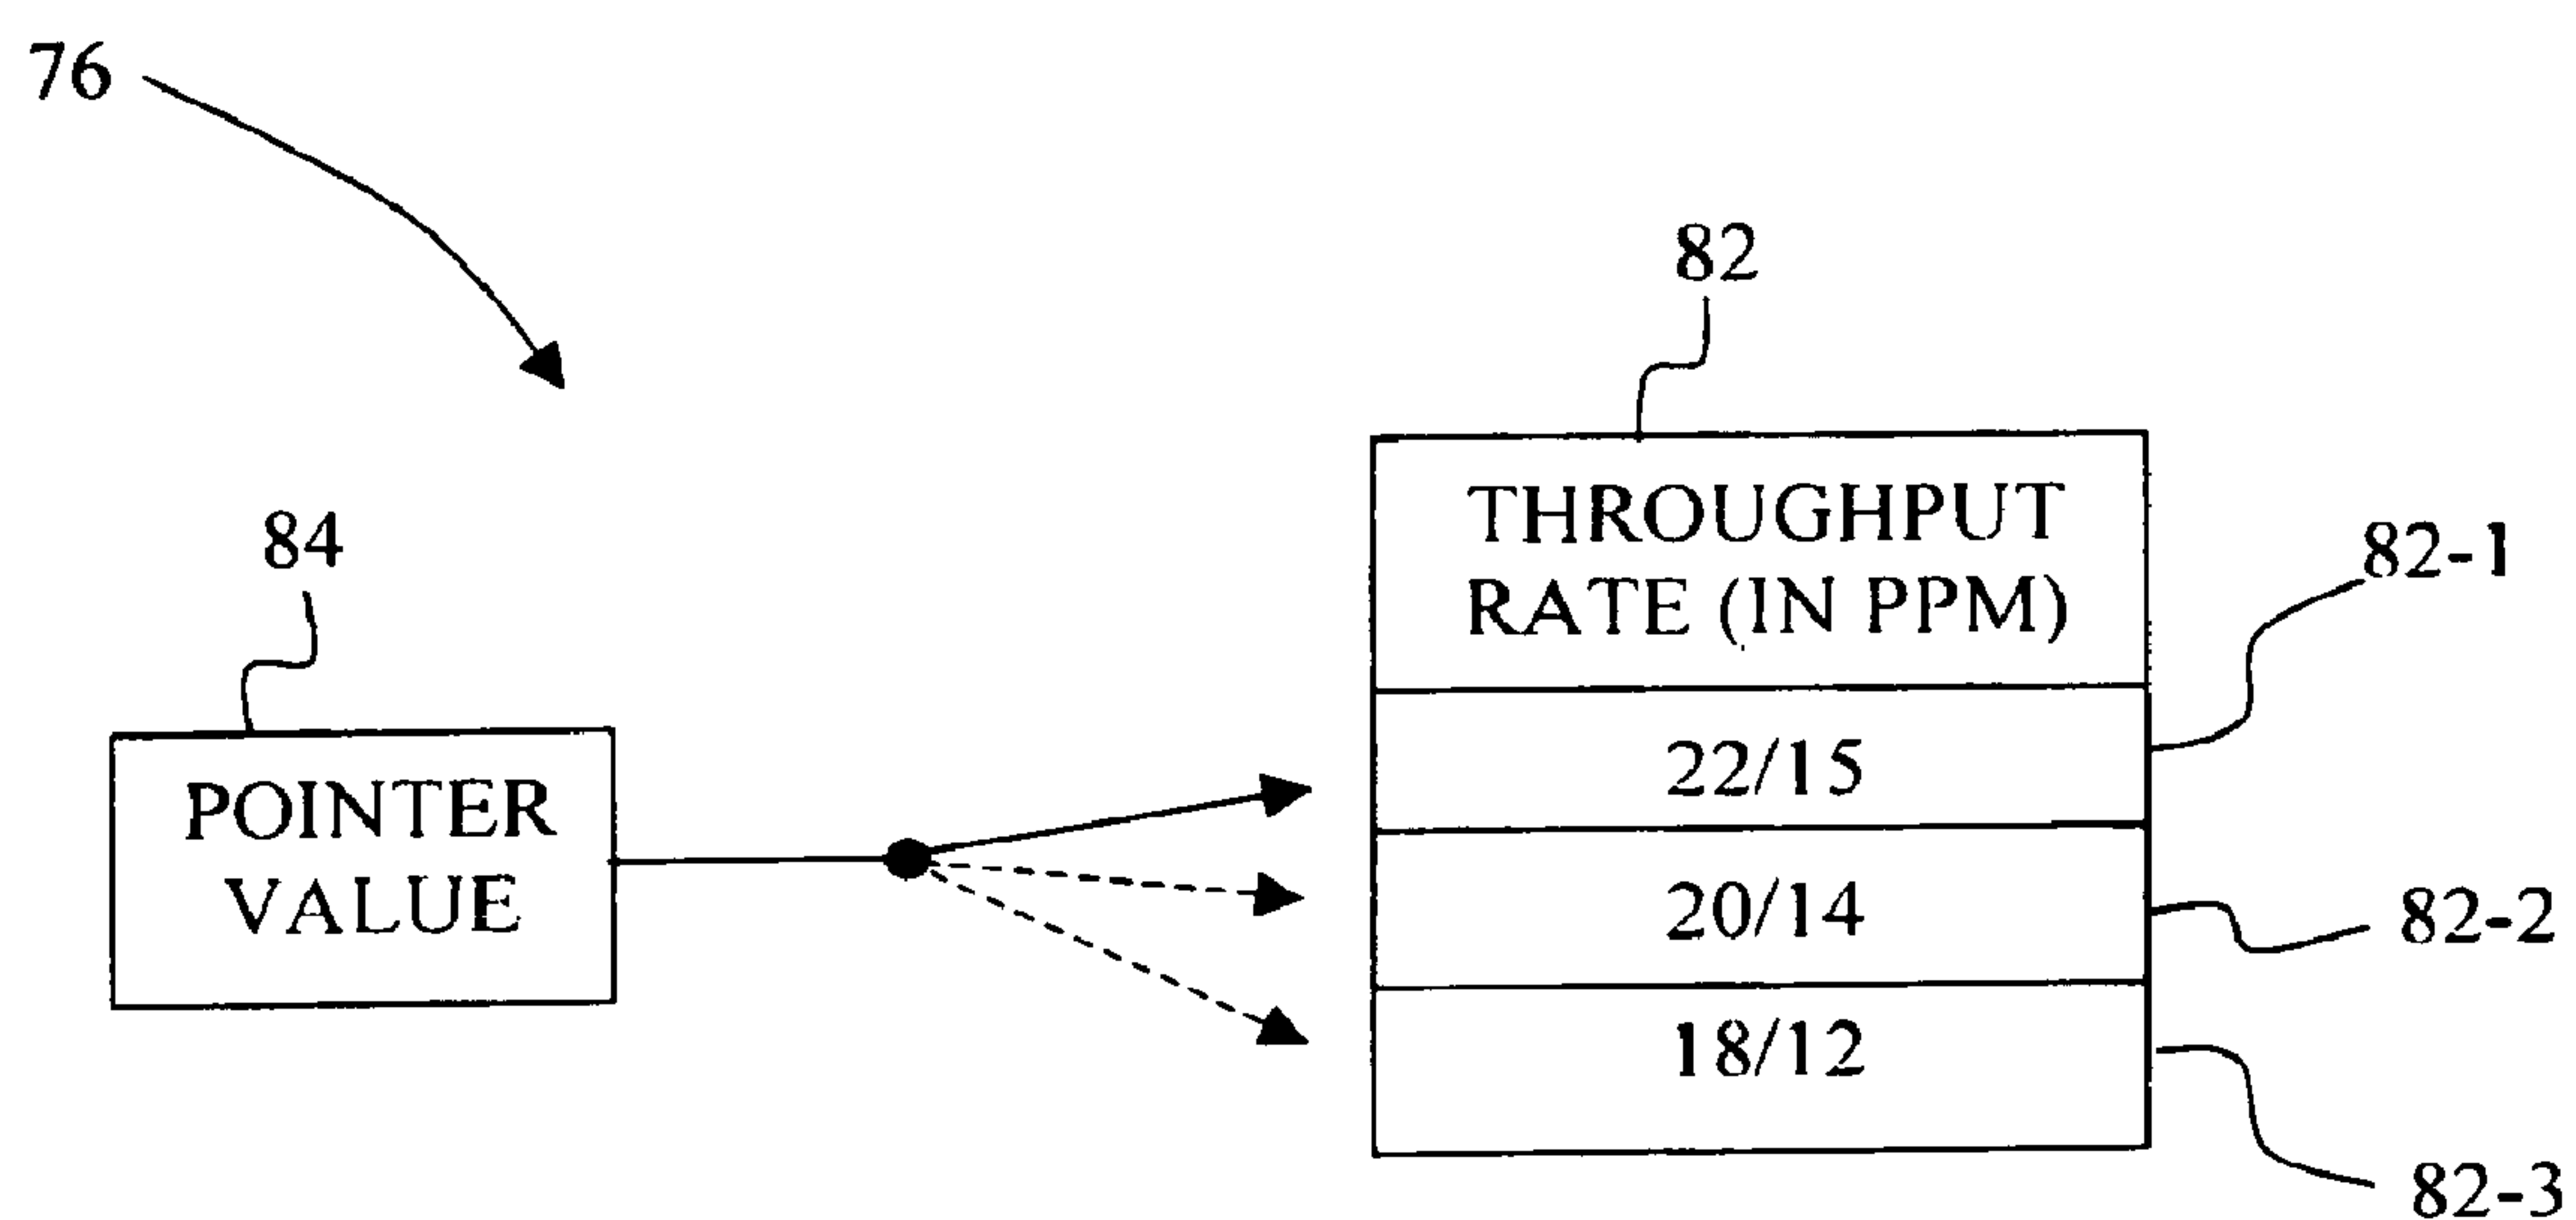 76
82
THROUGHPUT
RATE (IN PPM)
82-1
84
POINTER
VALUE
22/15
20/14
82-2
18/12
82-3